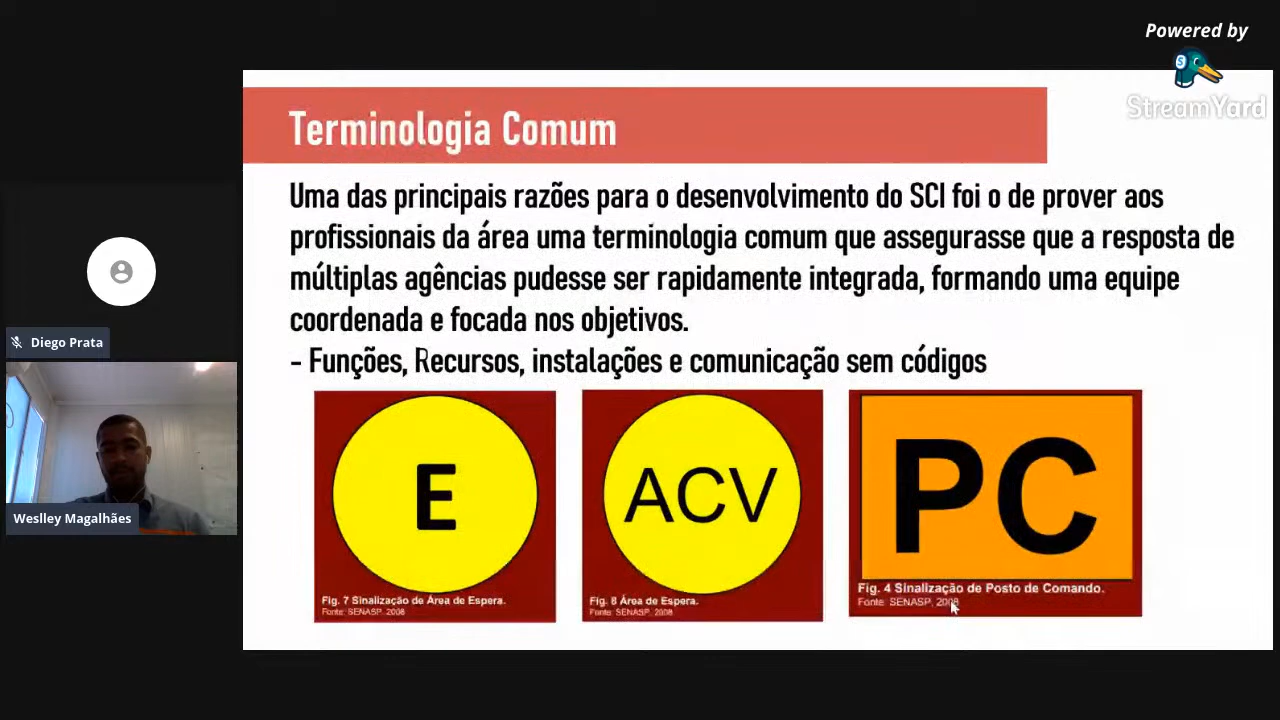 Powered by
StreamYard
Terminologia Comum
Uma das principais razões para o desenvolvimento do SCI foi o de prover aos
profissionais da área uma terminologia comum que assegurasse que a resposta de
múltiplas agências pudesse ser rapidamente integrada, formando uma equipe
coordenada e focada nos objetivos.
- Funções, Recursos, instalações e comunicação sem códigos
E
Fig. 7 Sinalização de Área de Espera.
Fonte: SENASP, 2008
ACV
Fig. 8 Área de Espera.
Fonte: SENASP, 2008
PC
Fig. 4 Sinalização de Posto de Comando.
Fonte: SENASP, 2008
Diego Prata
Weslley Magalhães